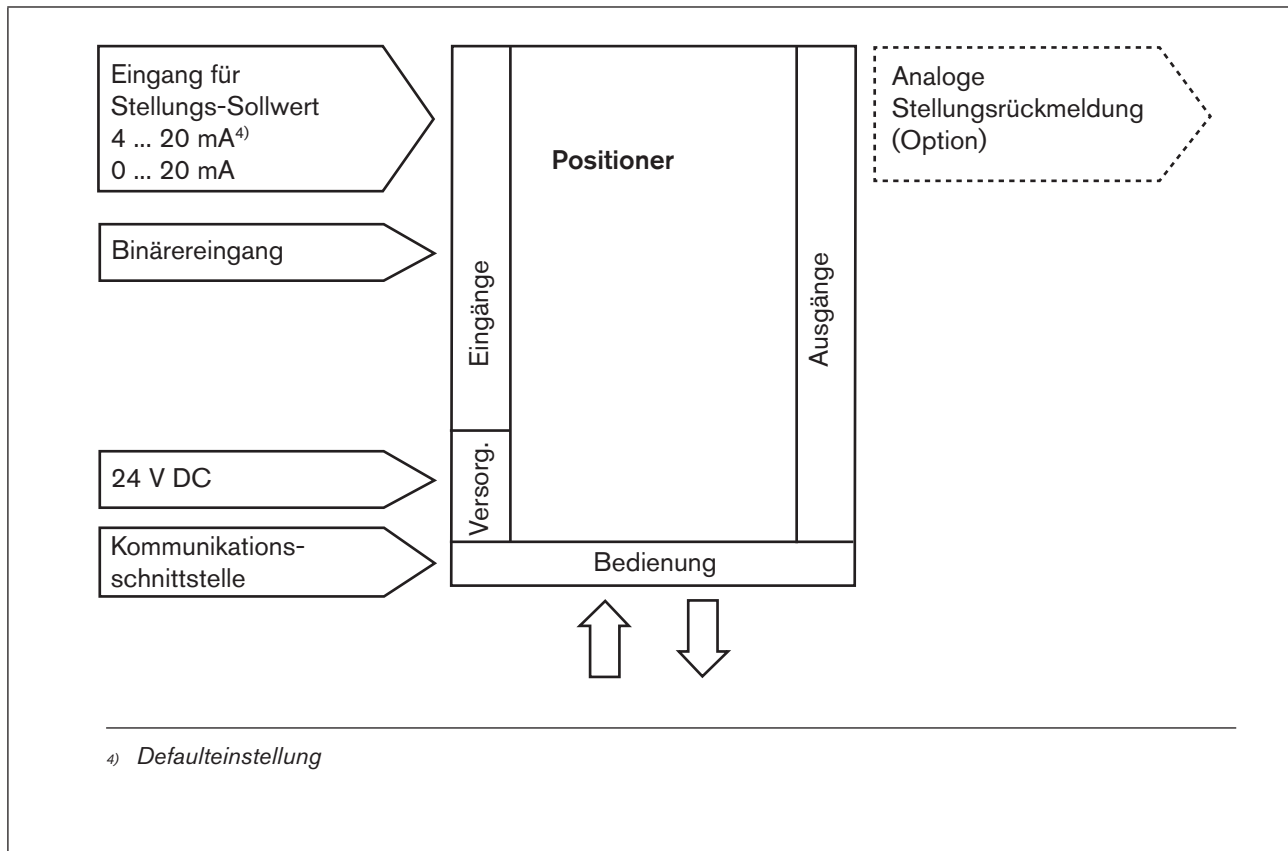 Eingang für
Stellungs-Sollwert
4 ... 20 mA4)
0 ... 20 mA
Binärereingang
24 V DC
Kommunikations-
schnittstelle
Eingänge
Versorg.
Positioner
Ausgänge
Bedienung
Analoge
Stellungsrückmeldung
(Option)
4) Defaulteinstellung